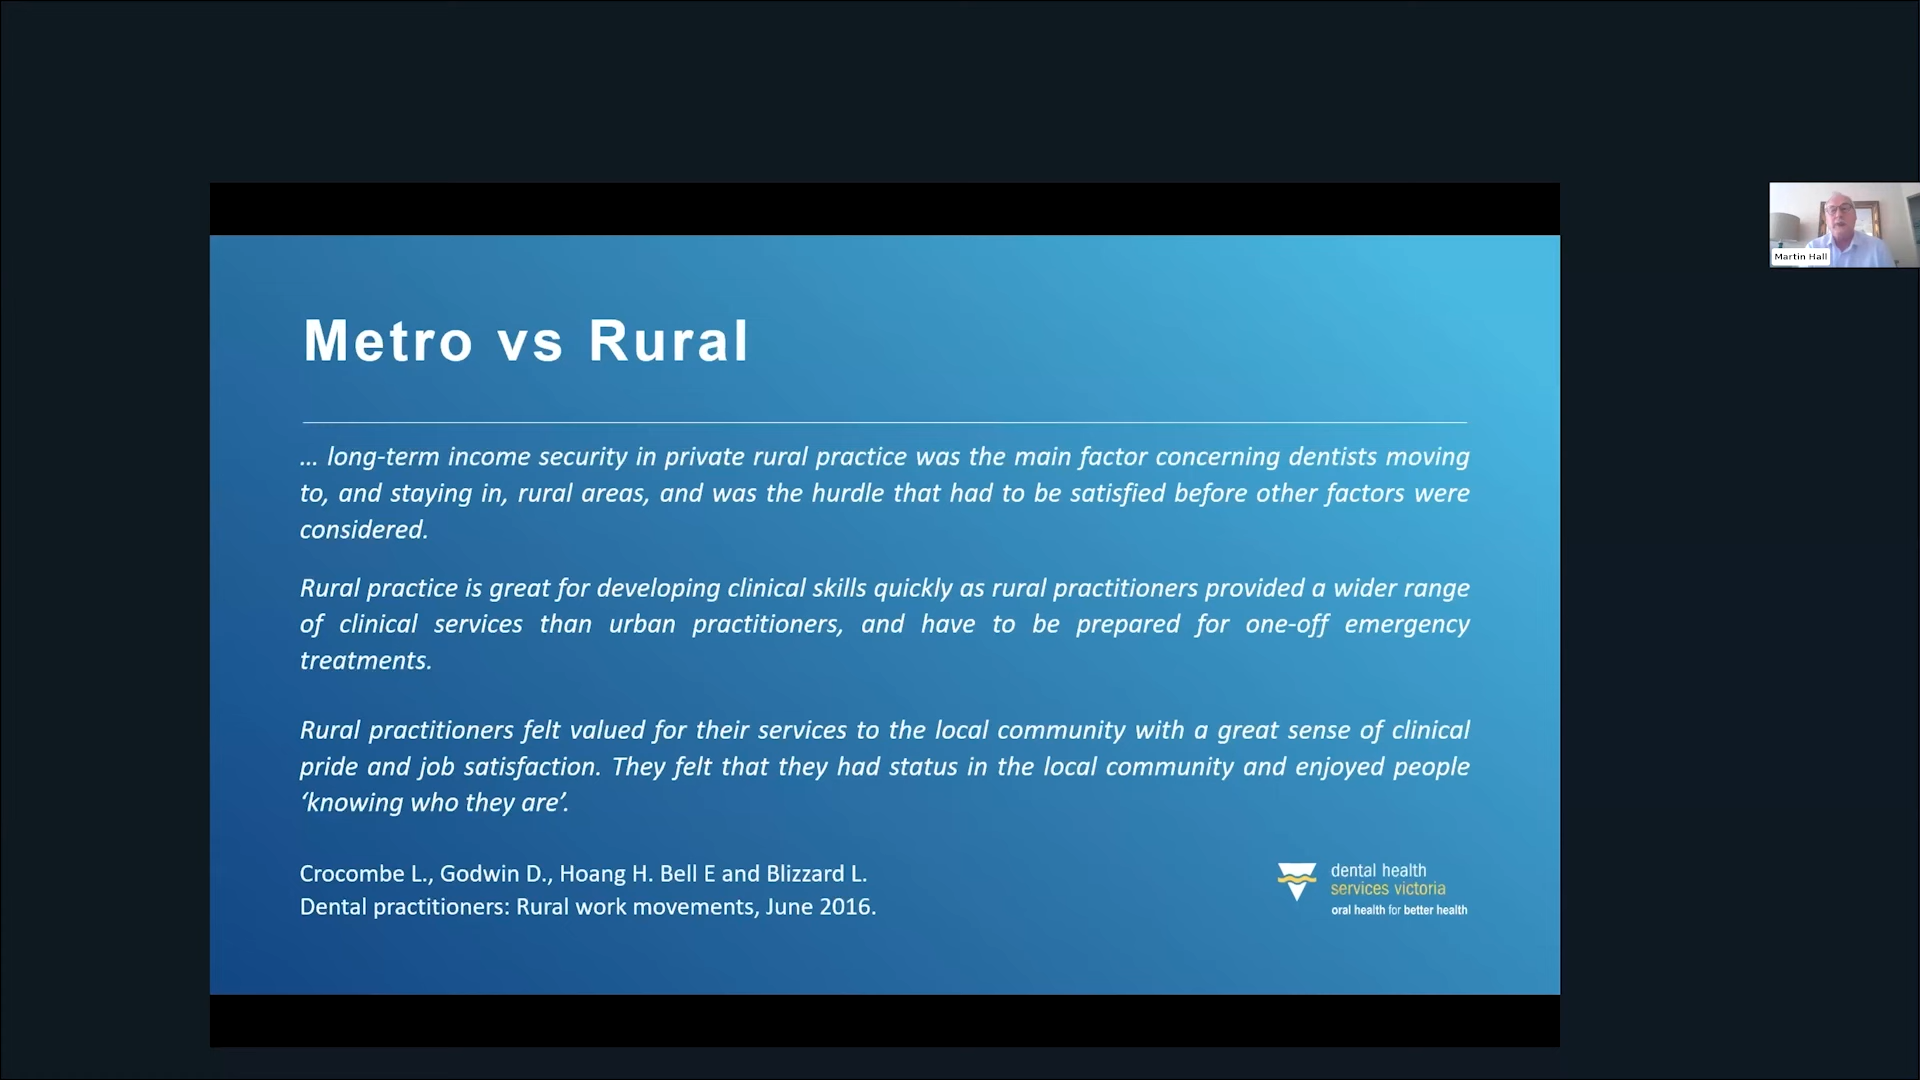 Martin Hall
Metro vs Rural
... long-term income security in private rural practice was the main factor concerning dentists moving
to, and staying in, rural areas, and was the hurdle that had to be satisfied before other factors were
considered.
Rural practice is great for developing clinical skills quickly as rural practitioners provided a wider range
of clinical services than urban practitioners, and have to be prepared for one-off emergency
treatments.
Rural practitioners felt valued for their services to the local community with a great sense of clinical
pride and job satisfaction. They felt that they had status in the local community and enjoyed people
‘knowing who they are’.
Crocombe L., Godwin D., Hoang H. Bell E and Blizzard L.
Dental practitioners: Rural work movements, June 2016.
dental health
services victoria
oral health for better health